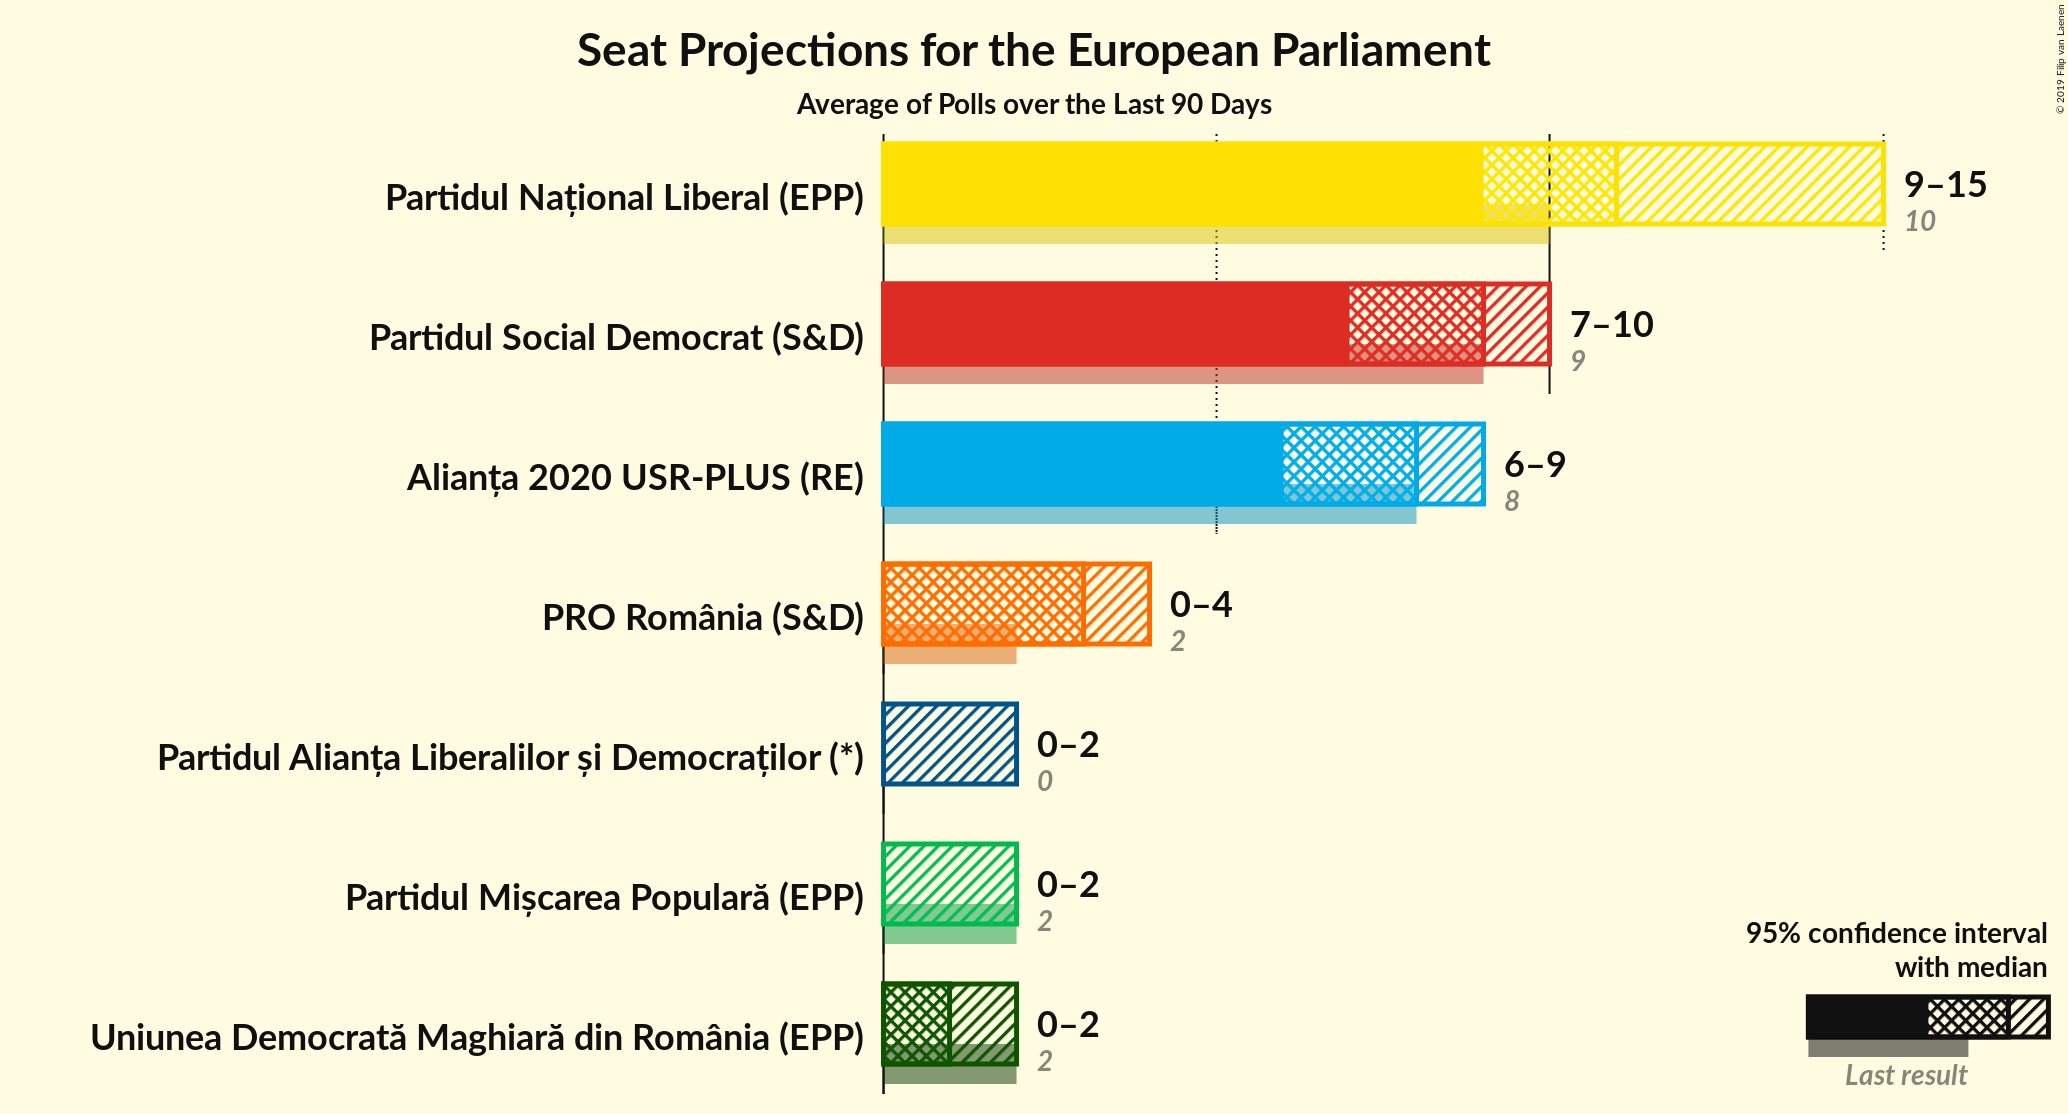 Seat Projections for the European Parliament
Average of Polls over the Last 90 Days
© 2019 Filip van Laenen
Partidul Național Liberal (EPP)
9–15
10
Partidul Social Democrat (S&D)
7–10
9
Alianța 2020 USR-PLUS (RE)
6–9
8
PRO România (S&D)
0–4
2
Partidul Alianța Liberalilor și Democraților (*)
0–2
0
Partidul Mișcarea Populară (EPP)
0–2
2
Uniunea Democrată Maghiară din România (EPP)
0–2
2
95% confidence interval
with median
Last result